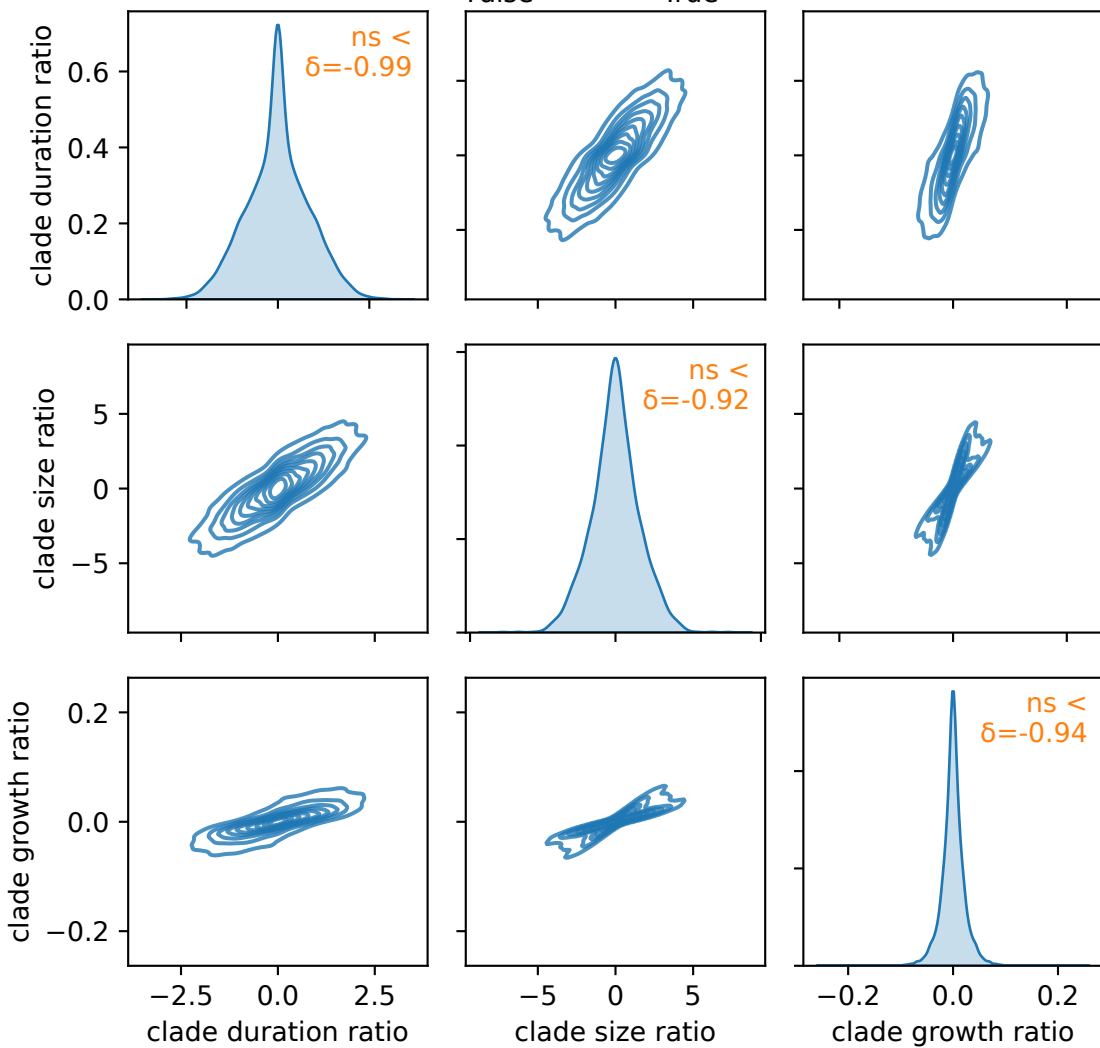 False True
clade duration ratio
0.6
0.4
0.2
0.0
ns <
δ=-0.99
clade size ratio
5
0
−5
ns <
δ=-0.92
clade growth ratio
0.2
0.0
−0.2
ns <
δ=-0.94
−2.5 0.0 2.5
−5 0 5
−0.2 0.0 0.2
clade duration ratio
clade size ratio
clade growth ratio